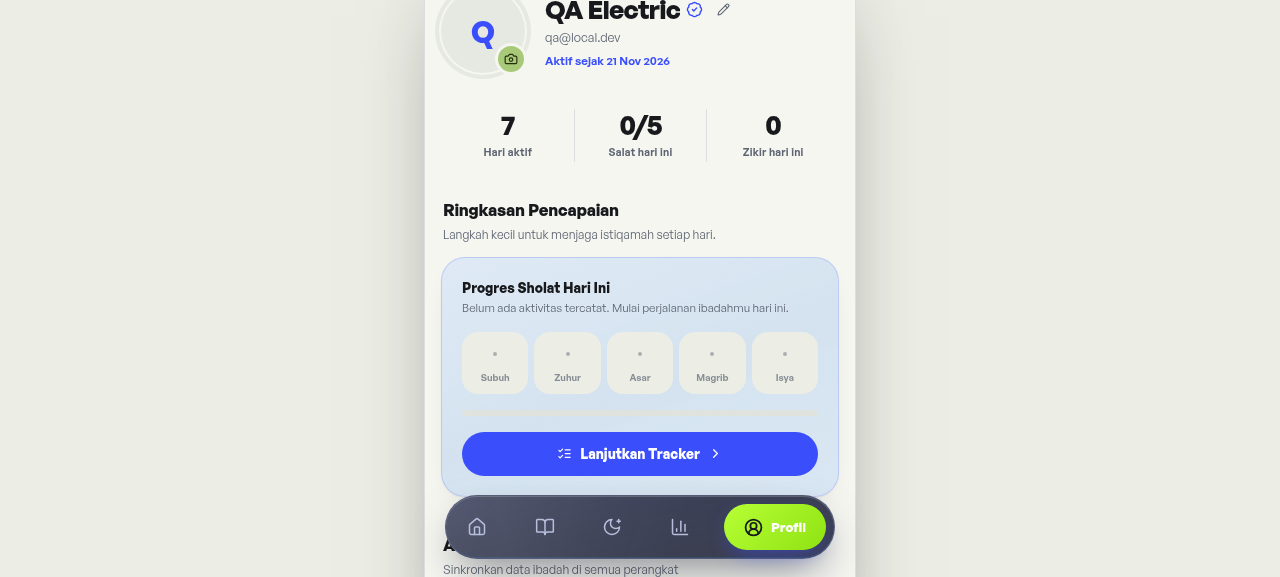 Q
QA Electric
qa@local.dev
Aktif sejak 21 Nov 2026
7
Hari aktif
0/5
Salat hari ini
0
Zikir hari ini
Ringkasan Pencapaian
Langkah kecil untuk menjaga istiqamah setiap hari.
Progres Sholat Hari Ini
Belum ada aktivitas tercatat. Mulai perjalanan ibadahmu hari ini.
Subuh
Zuhur
Asar
Magrib
Isya
Lanjutkan Tracker
Profil
Sinkronkan data ibadah di semua perangkat